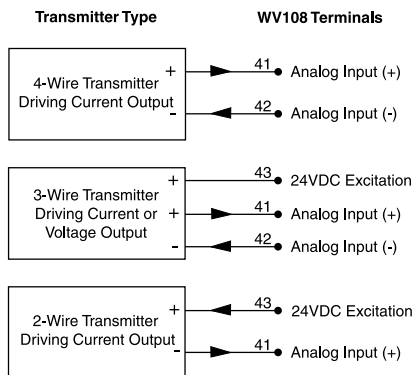 Transmitter Type
WV108 Terminals
4-Wire Transmitter
Driving Current Output
+
41
Analog Input (+)
-
42
Analog Input (-)
3-Wire Transmitter
Driving Current or
Voltage Output
+
43
24VDC Excitation
+
41
Analog Input (+)
-
42
Analog Input (-)
2-Wire Transmitter
Driving Current Output
+
43
24VDC Excitation
-
41
Analog Input (+)